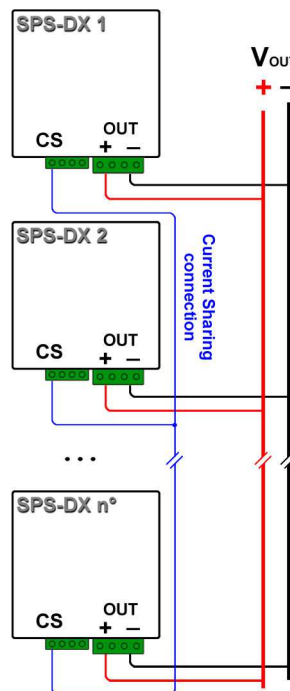 SPS-DX 1
VOUT
+ −
OUT
CS
+ −
SPS-DX 2
Current Sharing
connection
OUT
CS
+ −
...
SPS-DX n°
OUT
CS
+ −